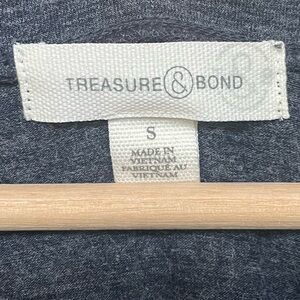 TREASURE & BOND
S
MADE IN
VIETNAM
FABRIQUÉ AU
VIETNAM